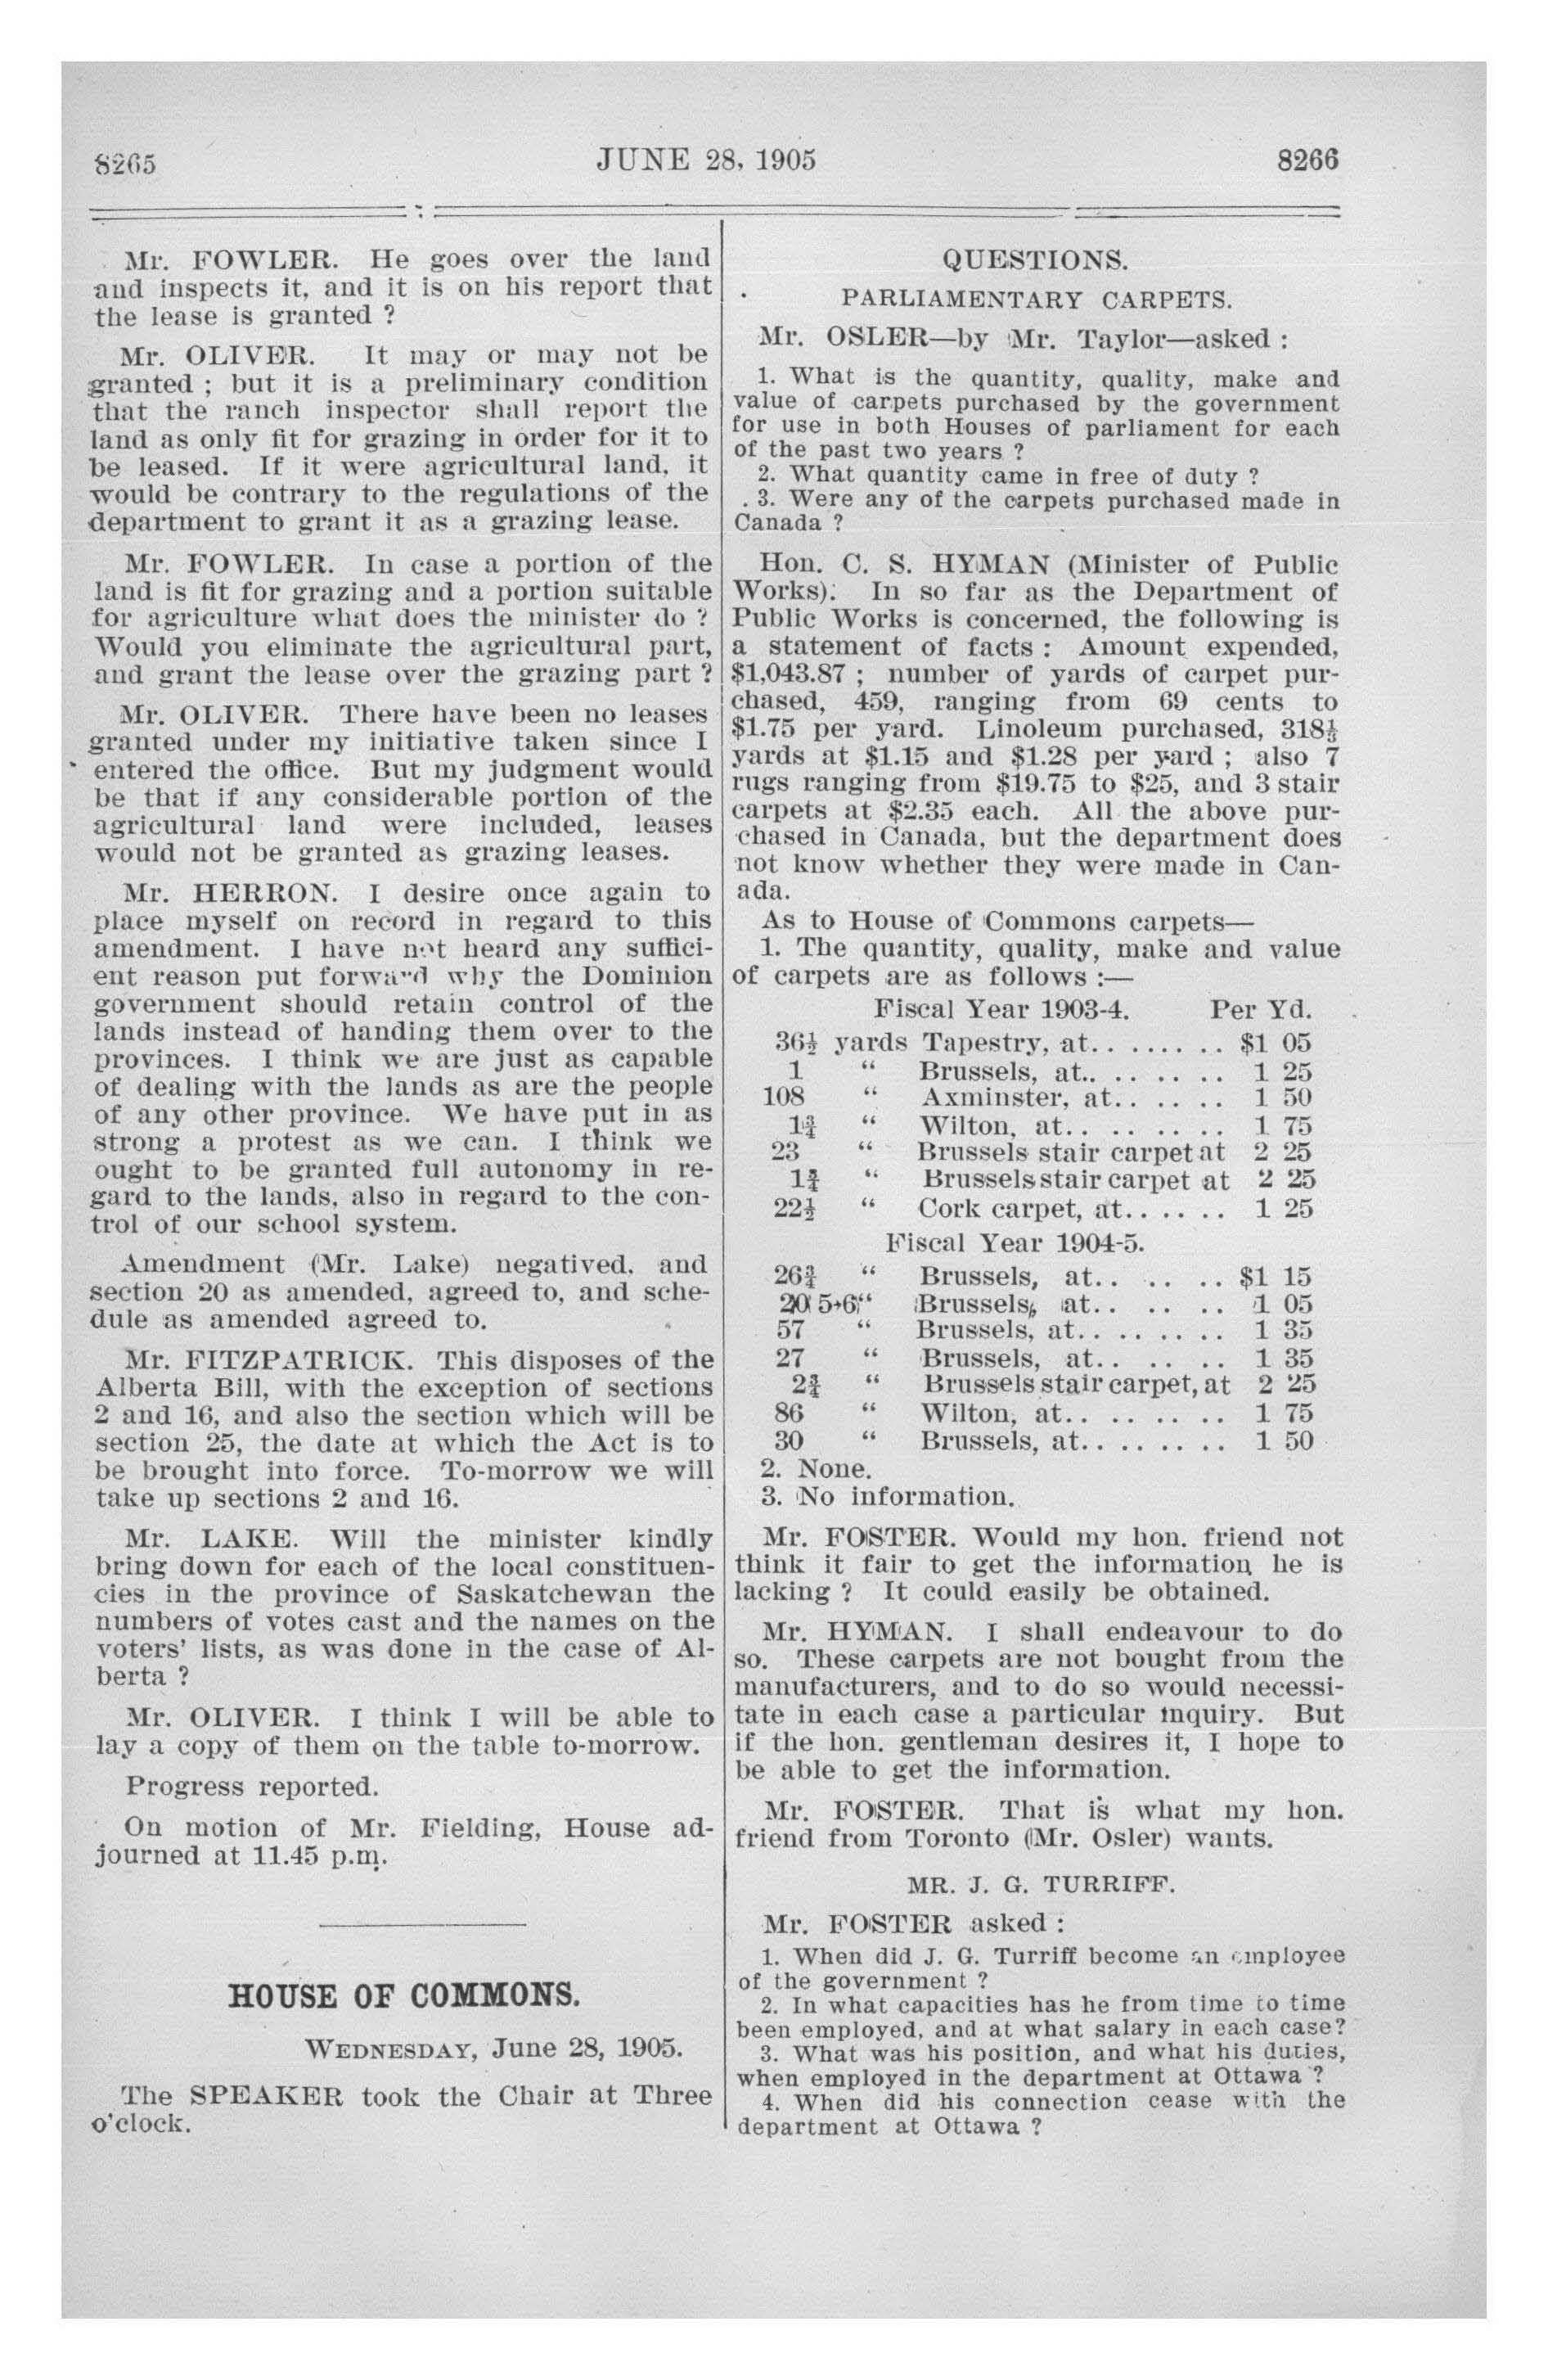 8265
JUNE 28, 1905
8266
Mr. FOWLER. He goes over the land
and inspects it, and it is on his report that
the lease is granted ?
Mr. OLIVER. It may or may not be
granted ; but it is a preliminary condition
that the ranch inspector shall report the
land as only fit for grazing in order for it to
be leased. If it were agricultural land, it
would be contrary to the regulations of the
department to grant it as a grazing lease.
Mr. FOWLER. In case a portion of the
land is fit for grazing and a portion suitable
for agriculture what does the minister do ?
Would you eliminate the agricultural part,
and grant the lease over the grazing part ?
Mr. OLIVER. There have been no leases
granted under my initiative taken since I
entered the office. But my judgment would
be that if any considerable portion of the
agricultural land were included, leases
would not be granted as grazing leases.
Mr. HERRON. I desire once again to
place myself on record in regard to this
amendment. I have not heard any suffici-
ent reason put forward why the Dominion
government should retain control of the
lands instead of handing them over to the
provinces. I think we are just as capable
of dealing with the lands as are the people
of any other province. We have put in as
strong a protest as we can. I think we
ought to be granted full autonomy in re-
gard to the lands, also in regard to the con-
trol of our school system.
Amendment (Mr. Lake) negatived, and
section 20 as amended, agreed to, and sche-
dule as amended agreed to.
Mr. FITZPATRICK. This disposes of the
Alberta Bill, with the exception of sections
2 and 16, and also the section which will be
section 25, the date at which the Act is to
be brought into force. To-morrow we will
take up sections 2 and 16.
Mr. LAKE. Will the minister kindly
bring down for each of the local constituen-
cies in the province of Saskatchewan the
numbers of votes cast and the names on the
voters' lists, as was done in the case of Al-
berta ?
Mr. OLIVER. I think I will be able to
lay a copy of them on the table to-morrow.
Progress reported.
On motion of Mr. Fielding, House ad-
journed at 11.45 p.m.
HOUSE OF COMMONS.
WEDNESDAY, June 28, 1905.
The SPEAKER took the Chair at Three
o'clock.
QUESTIONS.
PARLIAMENTARY CARPETS.
Mr. OSLER—by Mr. Taylor—asked :
1. What is the quantity, quality, make and
value of carpets purchased by the government
for use in both Houses of parliament for each
of the past two years ?
2. What quantity came in free of duty ?
3. Were any of the carpets purchased made in
Canada ?
Hon. C. S. HYMAN (Minister of Public
Works): In so far as the Department of
Public Works is concerned, the following is
a statement of facts : Amount expended,
$1,043.87 ; number of yards of carpet pur-
chased, 459, ranging from 69 cents to
$1.75 per yard. Linoleum purchased, 318⅓
yards at $1.15 and $1.28 per yard ; also 7
rugs ranging from $19.75 to $25, and 3 stair
carpets at $2.35 each. All the above pur-
chased in Canada, but the department does
not know whether they were made in Can-
ada.
As to House of Commons carpets—
1. The quantity, quality, make and value
of carpets are as follows :—
Fiscal Year 1903-4. Per Yd.
36½ yards Tapestry, at.. .. .. .. $1 05
1 " Brussels, at.. .. .. .. 1 25
108 " Axminster, at.. .. .. 1 50
1¾ " Wilton, at.. .. .. .. 1 75
23 " Brussels stair carpet at 2 25
1¾ " Brussels stair carpet at 2 25
22½ " Cork carpet, at.. .. .. 1 25
Fiscal Year 1904-5.
26¾ " Brussels, at.. .. .. .. $1 15
20 5-6 " Brussels, at.. .. .. .. 1 05
57 " Brussels, at.. .. .. .. 1 35
27 " Brussels, at.. .. .. .. 1 35
2¾ " Brussels stair carpet, at 2 25
86 " Wilton, at.. .. .. .. 1 75
30 " Brussels, at.. .. .. .. 1 50
2. None.
3. No information.
Mr. FOSTER. Would my hon. friend not
think it fair to get the information he is
lacking ? It could easily be obtained.
Mr. HYMAN. I shall endeavour to do
so. These carpets are not bought from the
manufacturers, and to do so would necessi-
tate in each case a particular inquiry. But
if the hon. gentleman desires it, I hope to
be able to get the information.
Mr. FOSTER. That is what my hon.
friend from Toronto (Mr. Osler) wants.
MR. J. G. TURRIFF.
Mr. FOSTER asked :
1. When did J. G. Turriff become an employee
of the government ?
2. In what capacities has he from time to time
been employed, and at what salary in each case?
3. What was his position, and what his duties,
when employed in the department at Ottawa ?
4. When did his connection cease with the
department at Ottawa ?